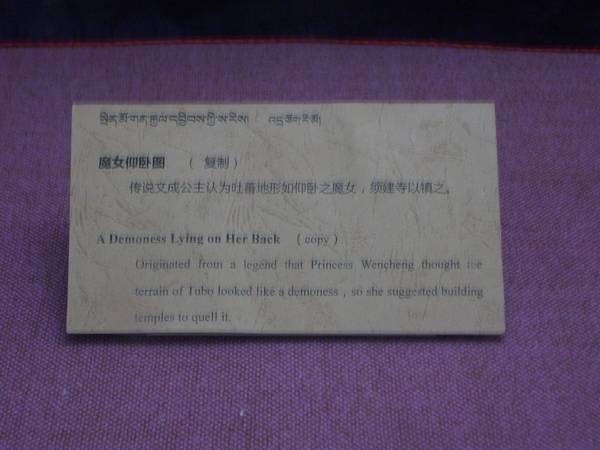 སྲིན་མོ་གན་རྐྱལ་དུ་བསྒྱེལ་བའི་རི་མོ།
魔女仰卧图 （ 复制 ）
传说文成公主认为吐蕃地形如仰卧之魔女，须建寺以镇之。
A Demoness Lying on Her Back （ copy ）
Originated from a legend that Princess Wencheng thought the
terrain of Tubo looked like a demoness , so she suggested building
temples to quell it.